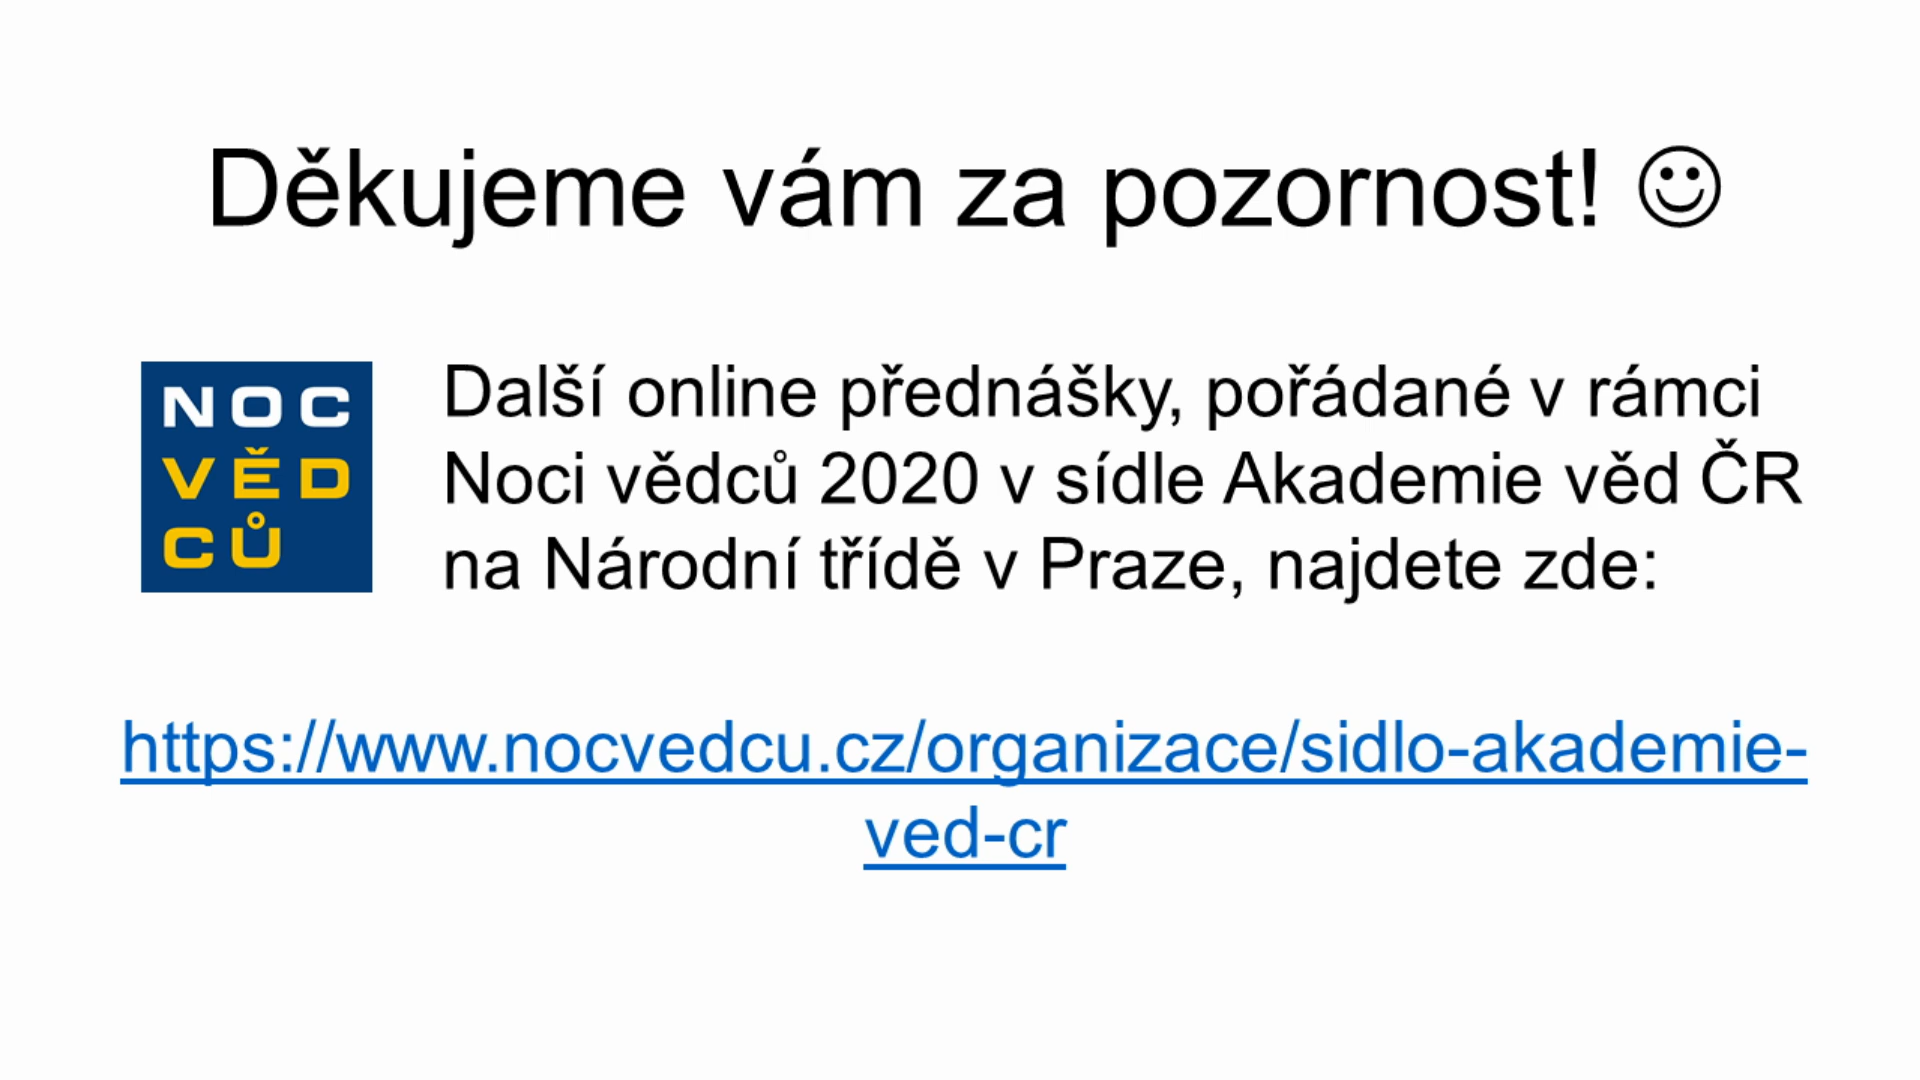 Děkujeme vám za pozornost! ☺
NOC
VĚD
CŮ
Další online přednášky, pořádané v rámci
Noci vědců 2020 v sídle Akademie věd ČR
na Národní třídě v Praze, najdete zde:
https://www.nocvedcu.cz/organizace/sidlo-akademie-
ved-cr